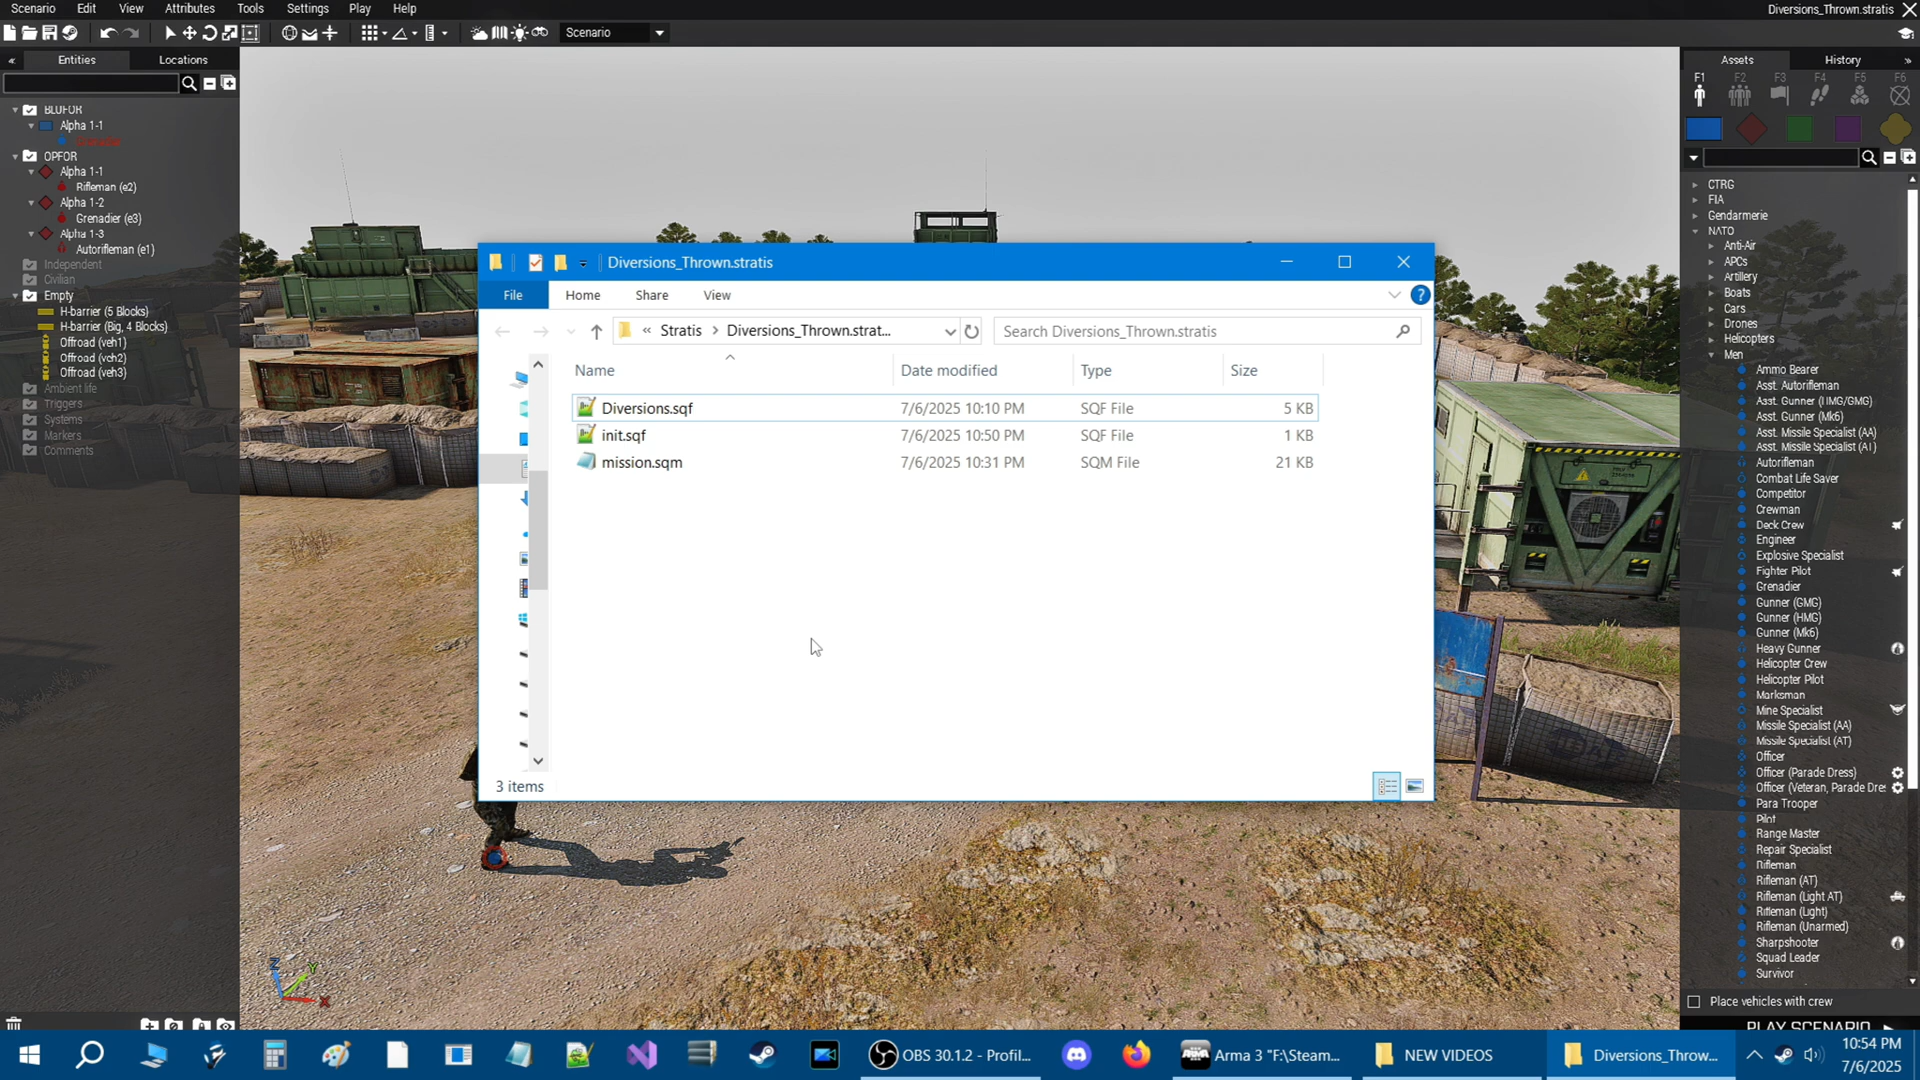 Scenario Edit View Attributes Tools Settings Play Help
Diversions_Thrown.stratis
Scenario
Entities Locations
BLUFOR
Alpha 1-1
OPFOR
Alpha 1-1
Rifleman (e2)
Alpha 1-2
Grenadier (e3)
Alpha 1-3
Autorifleman (e1)
Independent
Civilian
Empty
H-barrier (5 Blocks)
H-barrier (Big, 4 Blocks)
Offroad (veh1)
Offroad (veh2)
Offroad (veh3)
Ambient life
Triggers
Systems
Markers
Comments
Diversions_Thrown.stratis
File Home Share View
« Stratis > Diversions_Thrown.strat...
Search Diversions_Thrown.stratis
Name Date modified Type Size
Diversions.sqf 7/6/2025 10:10 PM SQF File 5 KB
init.sqf 7/6/2025 10:50 PM SQF File 1 KB
mission.sqm 7/6/2025 10:31 PM SQM File 21 KB
3 items
Z
Y
X
Assets History
F1 F2 F3 F4 F5 F6
CTRG
FIA
Gendarmerie
NATO
Anti-Air
APCs
Artillery
Boats
Cars
Drones
Helicopters
Men
Ammo Bearer
Asst. Autorifleman
Asst. Gunner (HMG/GMG)
Asst. Gunner (Mk6)
Asst. Missile Specialist (AA)
Asst. Missile Specialist (AT)
Autorifleman
Combat Life Saver
Competitor
Crewman
Deck Crew
Engineer
Explosive Specialist
Fighter Pilot
Grenadier
Gunner (GMG)
Gunner (HMG)
Gunner (Mk6)
Heavy Gunner
Helicopter Crew
Helicopter Pilot
Marksman
Mine Specialist
Missile Specialist (AA)
Missile Specialist (AT)
Officer
Officer (Parade Dress)
Officer (Veteran, Parade Dre
Para Trooper
Pilot
Range Master
Repair Specialist
Rifleman
Rifleman (AT)
Rifleman (Light AT)
Rifleman (Light)
Rifleman (Unarmed)
Sharpshooter
Squad Leader
Survivor
Place vehicles with crew
PLAY SCENARIO
OBS 30.1.2 - Profil...
Arma 3 "F:\Steam...
NEW VIDEOS
Diversions_Throw...
10:54 PM
7/6/2025